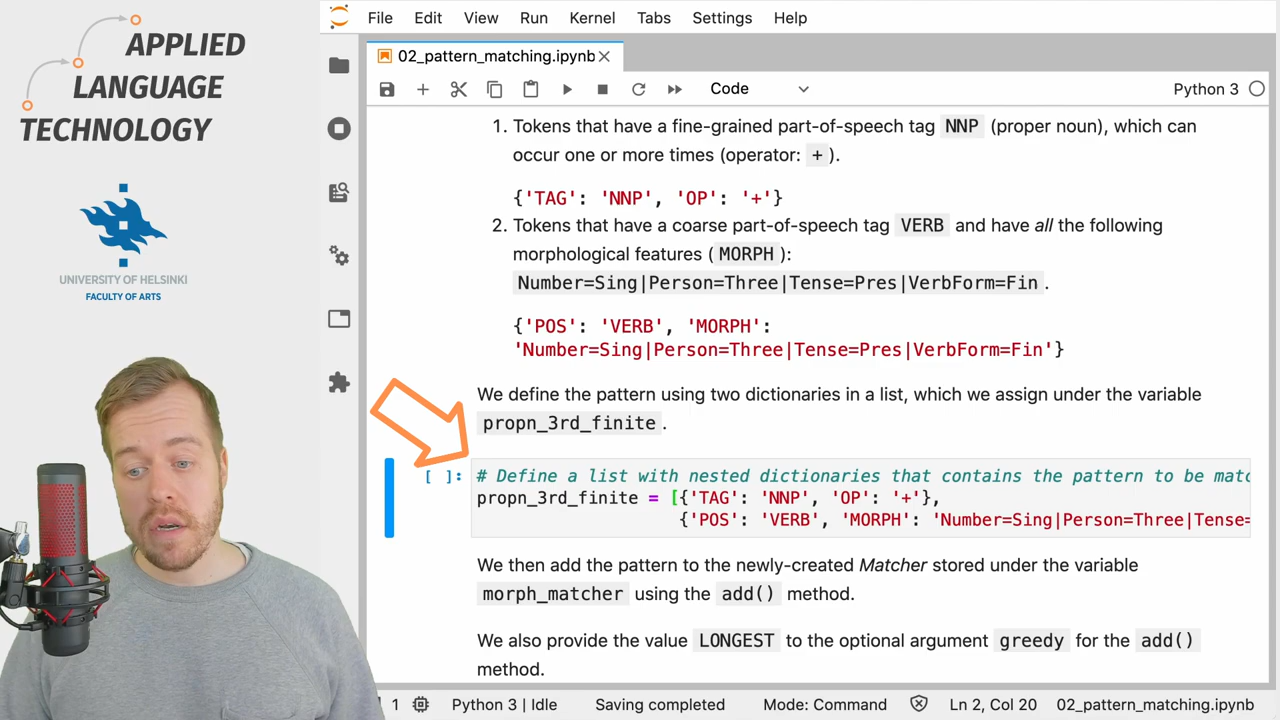 APPLIED
LANGUAGE
TECHNOLOGY
UNIVERSITY OF HELSINKI
FACULTY OF ARTS
File Edit View Run Kernel Tabs Settings Help
02_pattern_matching.ipynb
Code
Python 3
1. Tokens that have a fine-grained part-of-speech tag NNP (proper noun), which can
occur one or more times (operator: + ).
{'TAG': 'NNP', 'OP': '+'}
2. Tokens that have a coarse part-of-speech tag VERB and have all the following
morphological features ( MORPH ):
Number=Sing|Person=Three|Tense=Pres|VerbForm=Fin .
{'POS': 'VERB', 'MORPH':
'Number=Sing|Person=Three|Tense=Pres|VerbForm=Fin'}
We define the pattern using two dictionaries in a list, which we assign under the variable
propn_3rd_finite .
[ ]: # Define a list with nested dictionaries that contains the pattern to be matc
propn_3rd_finite = [{'TAG': 'NNP', 'OP': '+'},
{'POS': 'VERB', 'MORPH': 'Number=Sing|Person=Three|Tense=
We then add the pattern to the newly-created Matcher stored under the variable
morph_matcher using the add() method.
We also provide the value LONGEST to the optional argument greedy for the add()
method.
1 Python 3 | Idle Saving completed Mode: Command Ln 2, Col 20 02_pattern_matching.ipynb